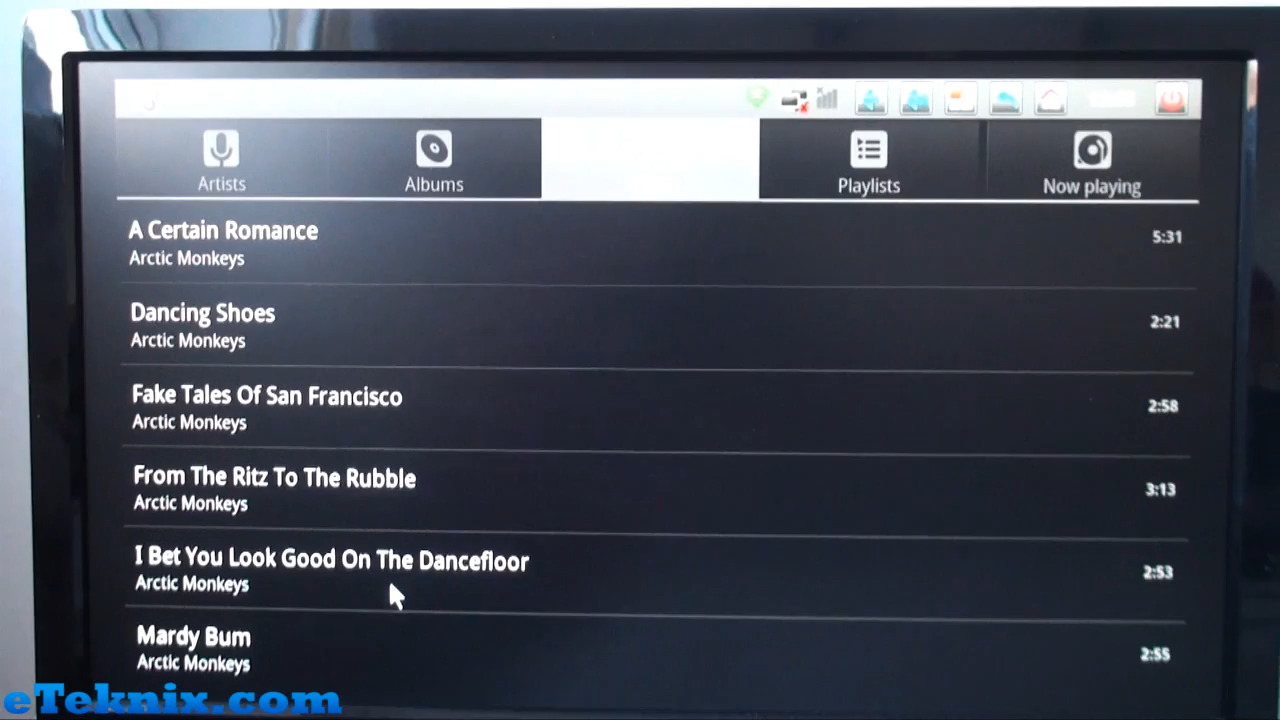 Artists
Albums
Playlists
Now playing
A Certain Romance
5:31
Arctic Monkeys
Dancing Shoes
2:21
Arctic Monkeys
Fake Tales Of San Francisco
2:58
Arctic Monkeys
From The Ritz To The Rubble
3:13
Arctic Monkeys
I Bet You Look Good On The Dancefloor
2:53
Arctic Monkeys
Mardy Bum
2:55
Arctic Monkeys
eTeknix.com